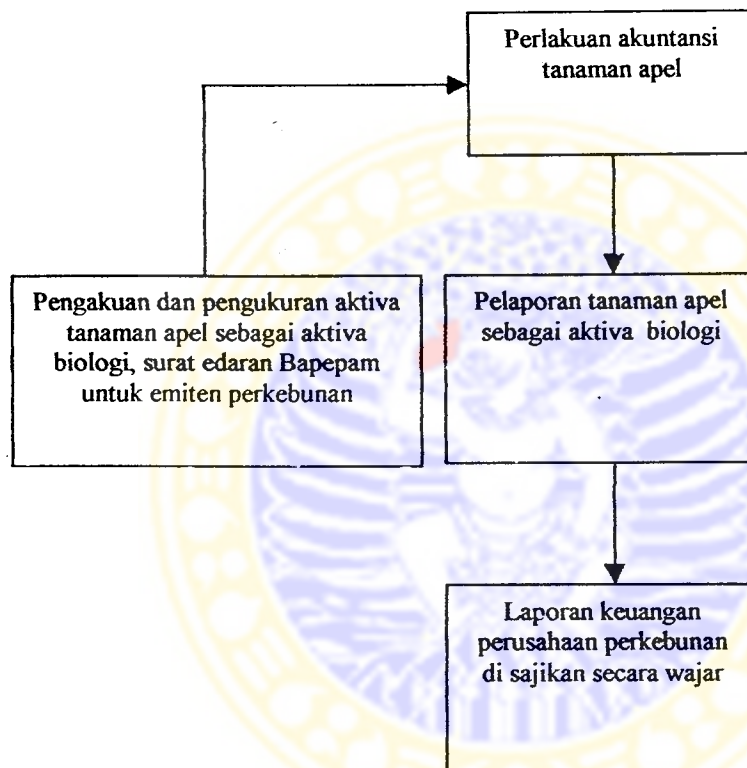 Perlakuan akuntansi
tanaman apel
Pengakuan dan pengukuran aktiva
tanaman apel sebagai aktiva
biologi, surat edaran Bapepam
untuk emiten perkebunan
Pelaporan tanaman apel
sebagai aktiva biologi
Laporan keuangan
perusahaan perkebunan
di sajikan secara wajar